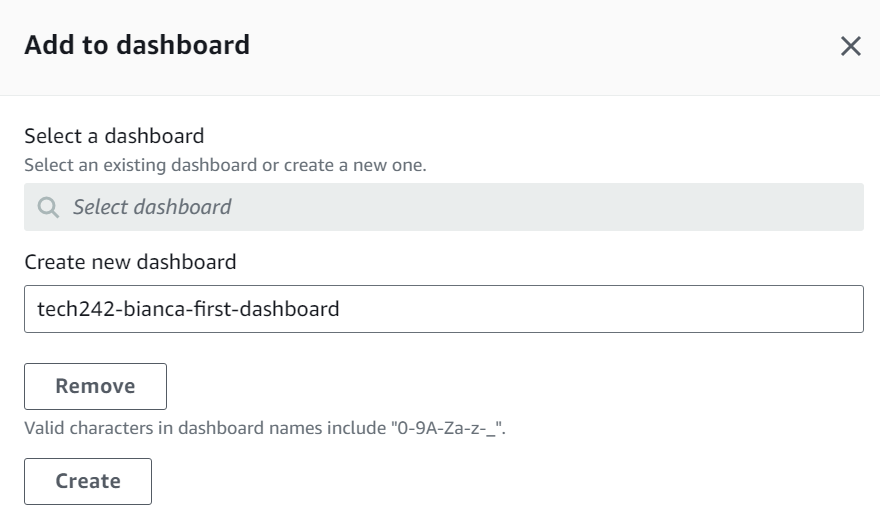 Add to dashboard
Select a dashboard
Select an existing dashboard or create a new one.
Select dashboard
Create new dashboard
tech242-bianca-first-dashboard
Remove
Valid characters in dashboard names include "0-9A-Za-z-_".
Create